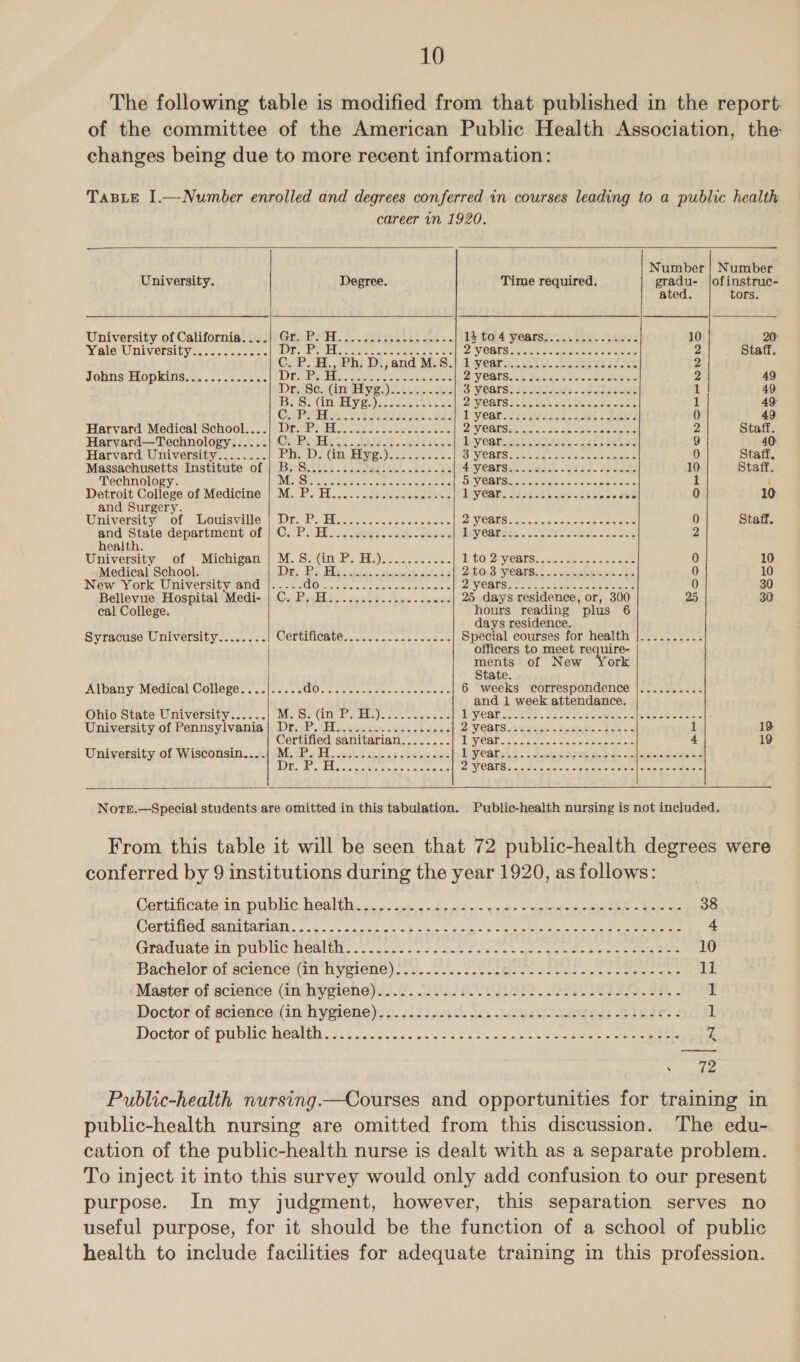 10
The following table is modified from that published in the report
of the committee of the American Public Health Association, the
changes being due to more recent information:
TABLE I.—Number enrolled and degrees conferred in courses leading to a public health
career in 1920.
University. Degree. Time required. Number gradu- ated. Number of instruc- tors.
University of California.... Gr. P. H. 1½ to 4 years. 10 20
Yale University. Dr. P. H. 2 years. 2 Staff.
C. P. H., Ph. D., and M. S. 1 year. 2
Johns Hopkins. Dr. P. H. 2 years. 2 49
Dr. Sc. (in Hyg.). 3 years. 1 49
B. S. (in Hyg.). 2 years. 1 49
C. P. H. 1 year. 0 49
Harvard Medical School.... Dr. P. H. 2 years. 2 Staff.
Harvard—Technology. C. P. H. 1 year. 9 40
Harvard University. Ph. D. (in Hyg.). 3 years. 0 Staff.
Massachusetts Institute of B. S. 4 years. 10 Staff.
Technology. M. S. 5 years. 1
Detroit College of Medicine M. P. H. 1 year. 0 10
and Surgery.
University of Louisville Dr. P. H. 2 years. 0 Staff.
and State department of C. P. H. 1 year. 2
health.
University of Michigan M. S. (in P. H.). 1 to 2 years. 0 10
Medical School. Dr. P. H. 2 to 3 years. 0 10
New York University and .....do. 2 years. 0 30
Bellevue Hospital Medi- C. P. H. 25 days residence, or, 300 25 30
cal College. hours reading plus 6
days residence.
Syracuse University. Certificate. Special courses for health
officers to meet require-
ments of New York
State.
Albany Medical College. .....do. 6 weeks correspondence
and 1 week attendance.
Ohio State University. M. S. (in P. H.). 1 year.
University of Pennsylvania Dr. P. H. 2 years. 1 19
Certified sanitarian. 1 year. 4 19
University of Wisconsin.... M. P. H. 1 year.
Dr. P. H. 2 years.
NOTE.—Special students are omitted in this tabulation. Public-health nursing is not included.
From this table it will be seen that 72 public-health degrees were
conferred by 9 institutions during the year 1920, as follows:
Certificate in public health. 38
Certified sanitarian. 4
Graduate in public health. 10
Bachelor of science (in hygiene). 11
Master of science (in hygiene). 1
Doctor of science (in hygiene). 1
Doctor of public health. 7
72
Public-health nursing.—Courses and opportunities for training in
public-health nursing are omitted from this discussion. The edu-
cation of the public-health nurse is dealt with as a separate problem.
To inject it into this survey would only add confusion to our present
purpose. In my judgment, however, this separation serves no
useful purpose, for it should be the function of a school of public
health to include facilities for adequate training in this profession.